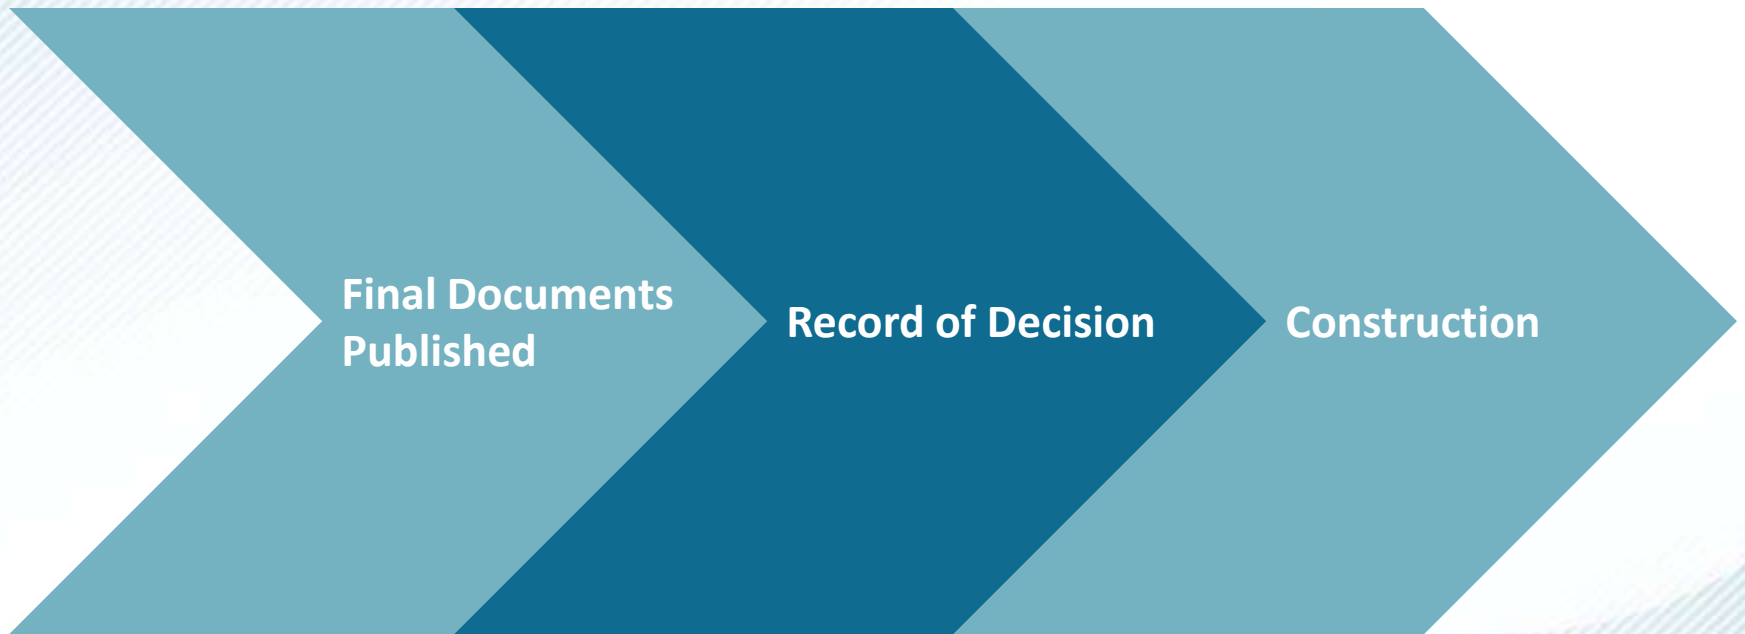 Final Documents
Published
Record of Decision
Construction